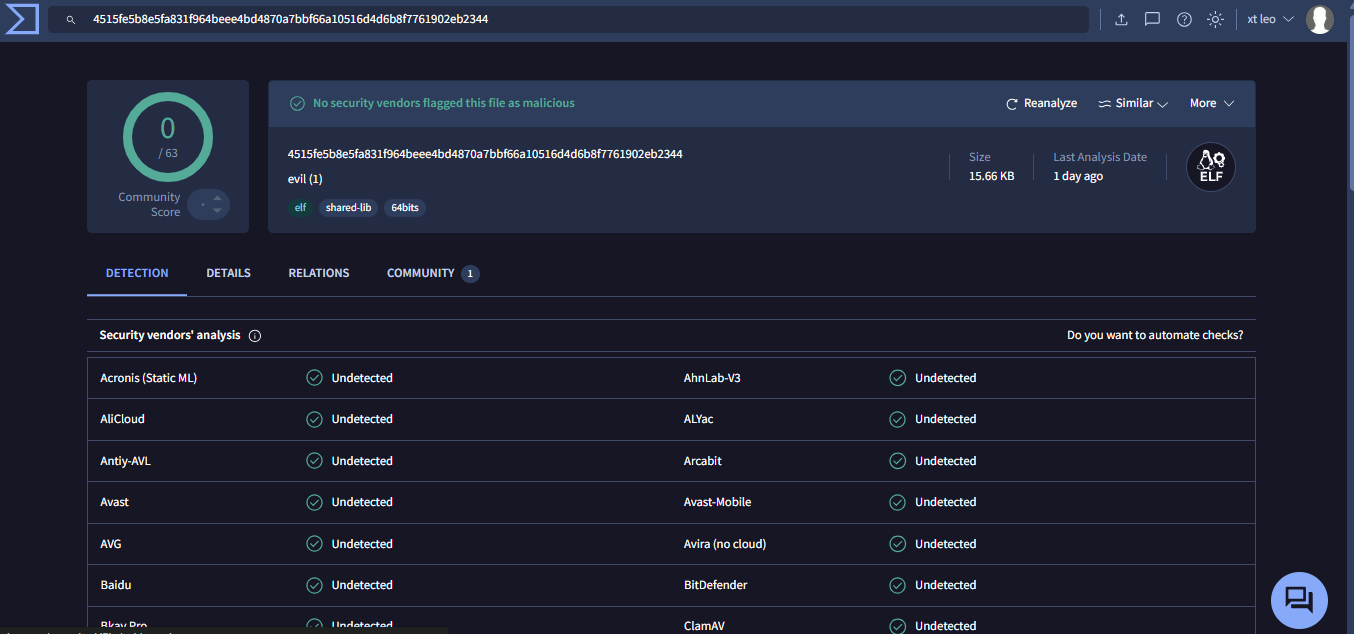 4515fe5b8e5fa831f964beee4bd4870a7bbf66a10516d4d6b8f7761902eb2344
xt leo
0
/ 63
Community
Score
No security vendors flagged this file as malicious
Reanalyze
Similar
More
4515fe5b8e5fa831f964beee4bd4870a7bbf66a10516d4d6b8f7761902eb2344
evil (1)
elf
shared-lib
64bits
Size
15.66 KB
Last Analysis Date
1 day ago
ELF
DETECTION
DETAILS
RELATIONS
COMMUNITY 1
Security vendors' analysis
Do you want to automate checks?
Acronis (Static ML) Undetected AhnLab-V3 Undetected
AliCloud Undetected ALYac Undetected
Antiy-AVL Undetected Arcabit Undetected
Avast Undetected Avast-Mobile Undetected
AVG Undetected Avira (no cloud) Undetected
Baidu Undetected BitDefender Undetected
Bkav Pro Undetected ClamAV Undetected